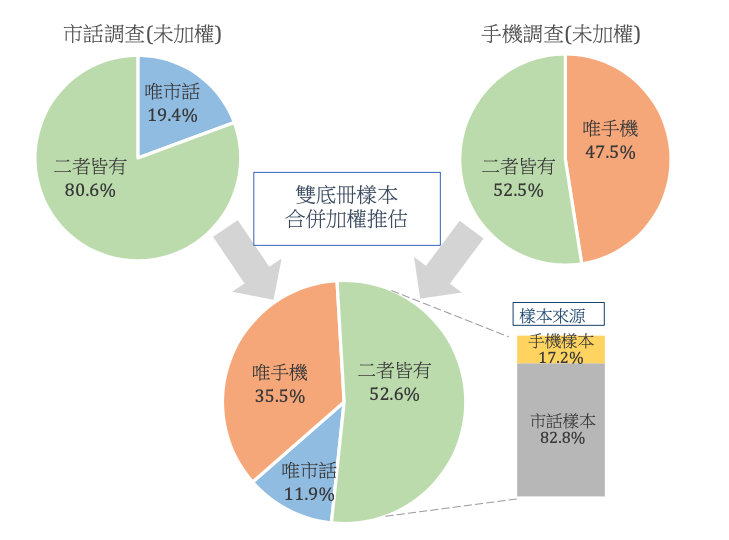 市話調查(未加權)
手機調查(未加權)
唯市話
19.4%
二者皆有
80.6%
唯手機
47.5%
二者皆有
52.5%
雙底冊樣本
合併加權推估
唯手機
35.5%
二者皆有
52.6%
唯市話
11.9%
樣本來源
手機樣本
17.2%
市話樣本
82.8%